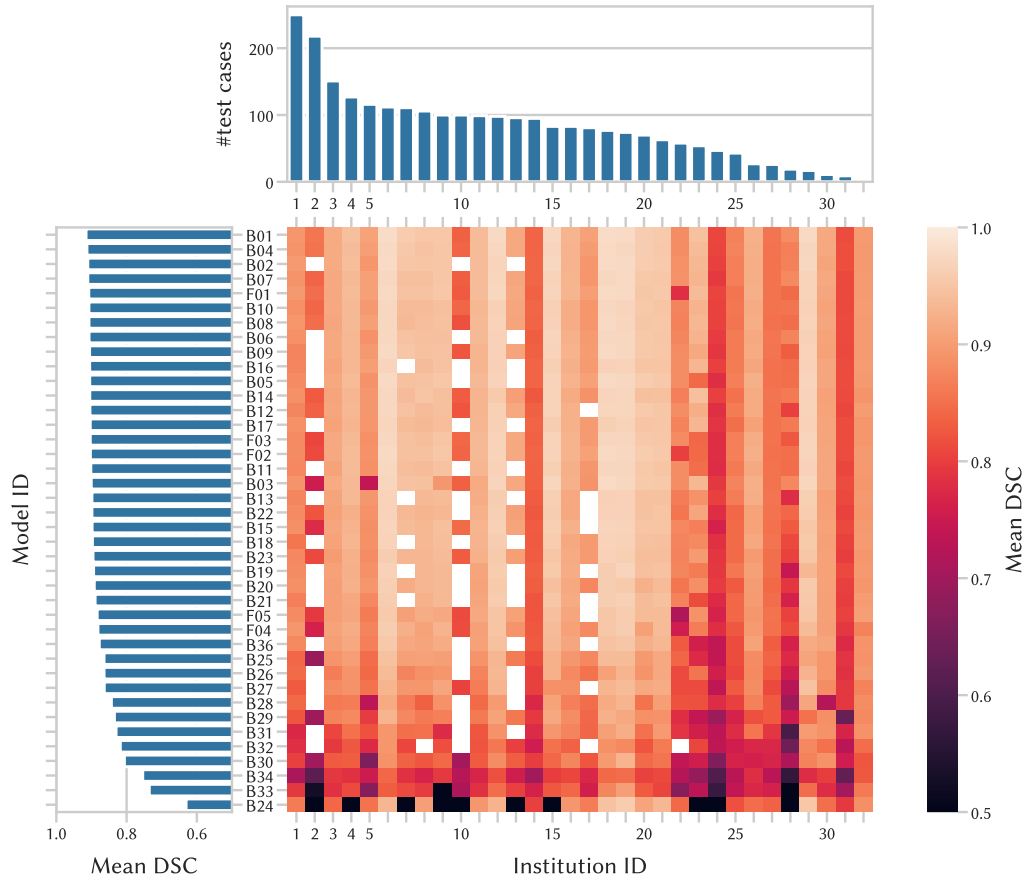 #test cases
200
100
0
1 2 3 4 5 10 15 20 25 30
Model ID
B01
B04
B02
B07
F01
B10
B08
B06
B09
B16
B05
B14
B12
B17
F03
F02
B11
B03
B13
B22
B15
B18
B23
B19
B20
B21
F05
F04
B36
B25
B26
B27
B28
B29
B31
B32
B30
B34
B33
B24
1.0 0.8 0.6
Mean DSC
1 2 3 4 5 10 15 20 25 30
Institution ID
1.0
0.9
0.8
0.7
0.6
0.5
Mean DSC